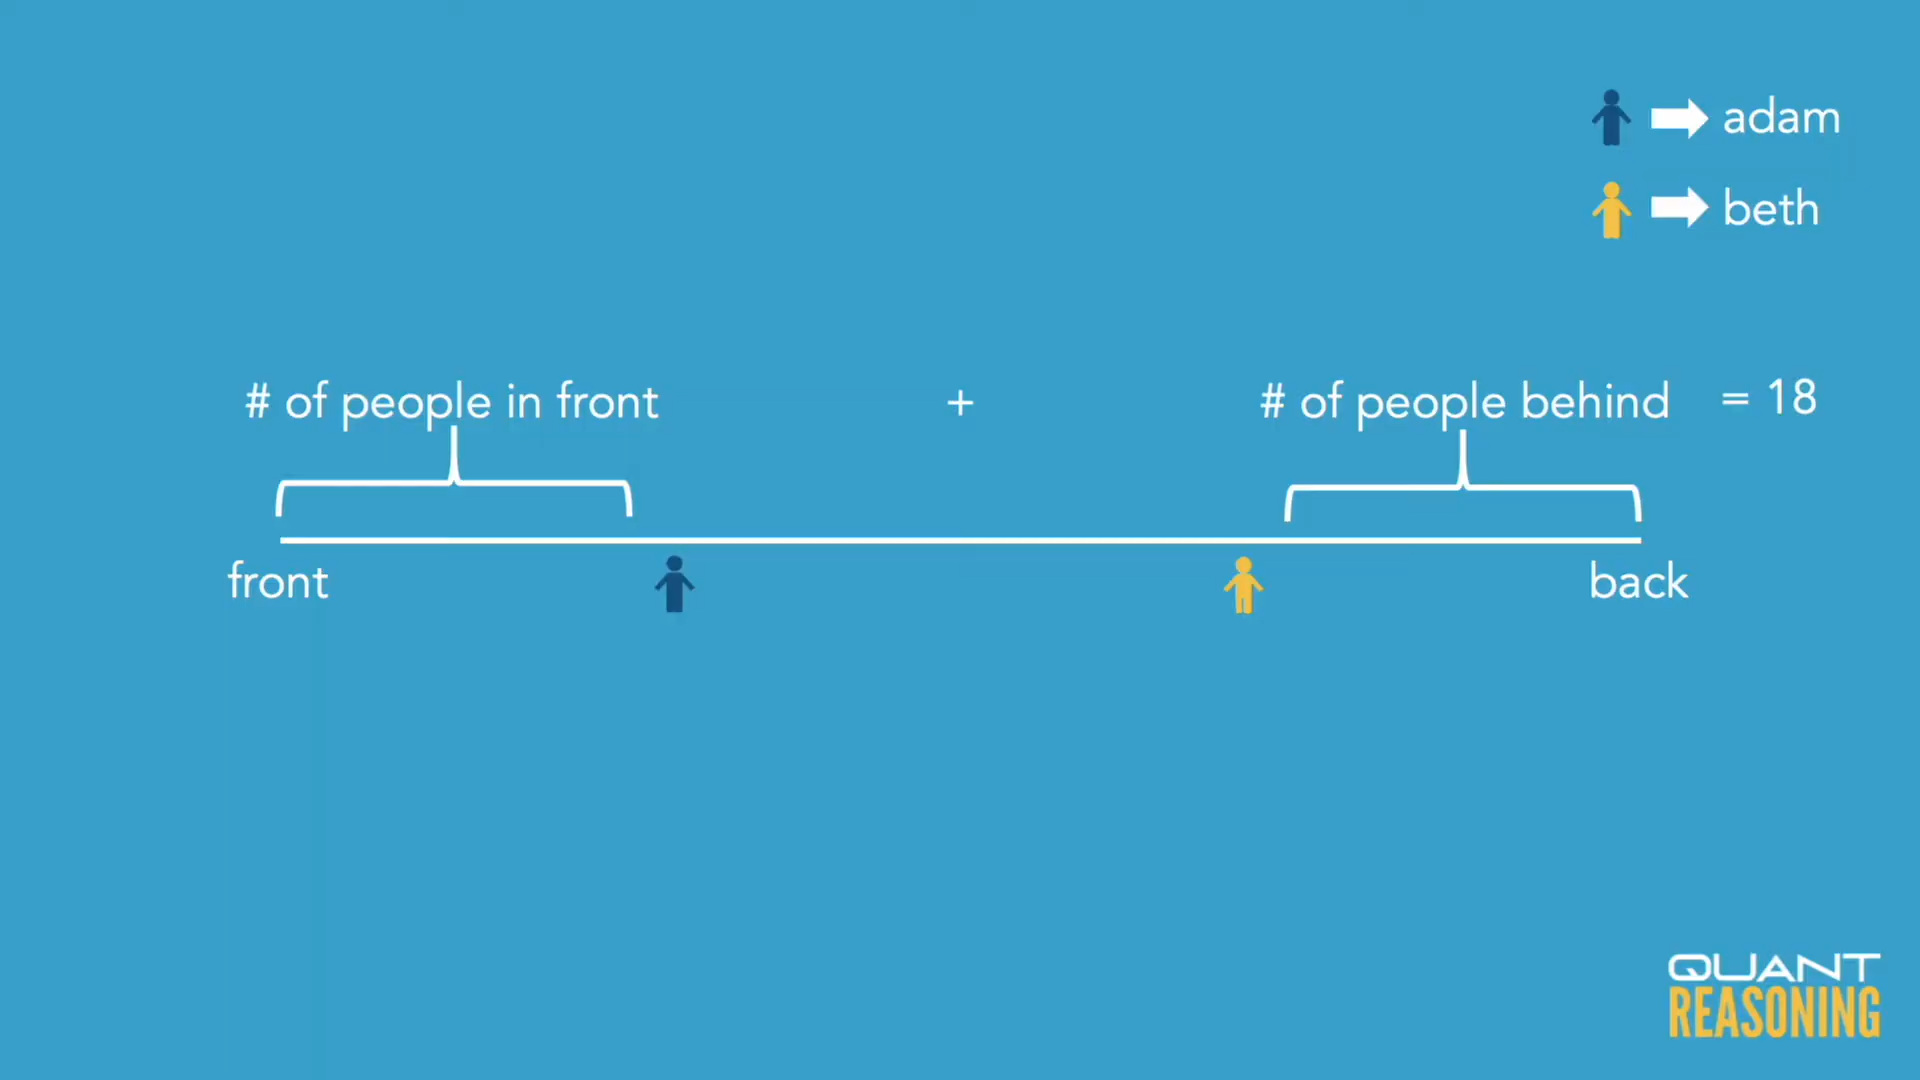 adam
beth
# of people in front + # of people behind = 18
front back
QUANT
REASONING